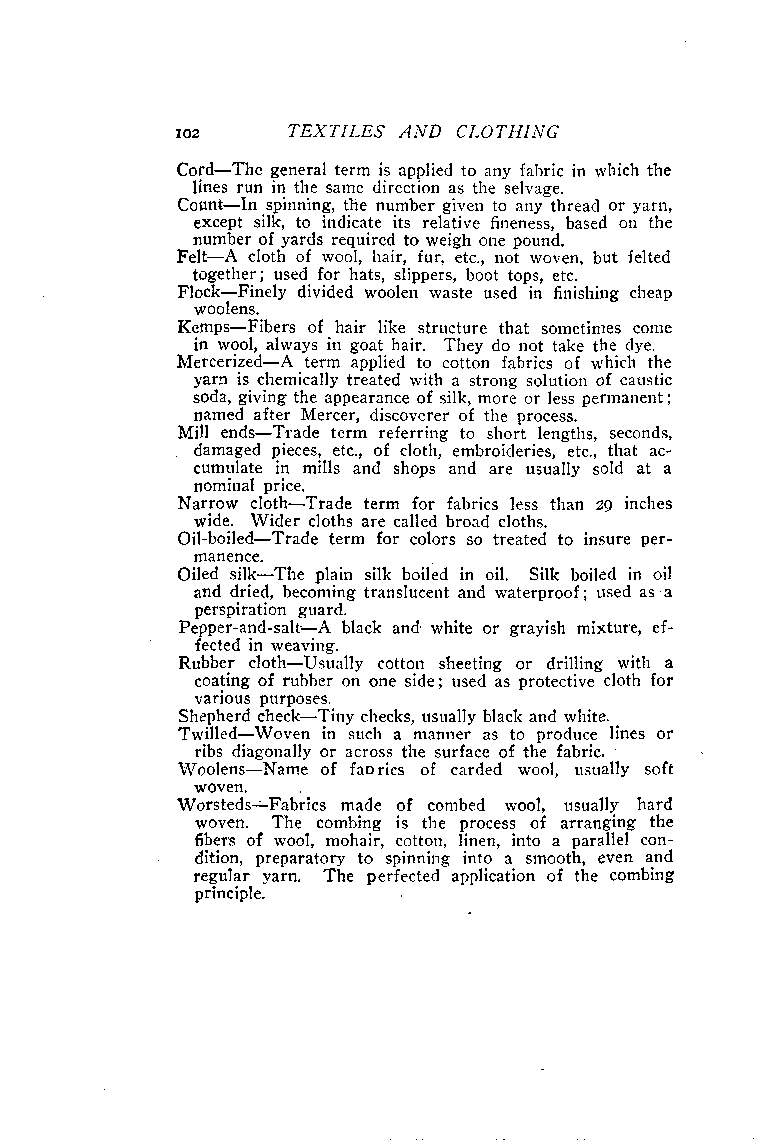 102 TEXTILES AND CLOTHING
Cord—The general term is applied to any fabric in which the
lines run in the same direction as the selvage.
Count—In spinning, the number given to any thread or yarn,
except silk, to indicate its relative fineness, based on the
number of yards required to weigh one pound.
Felt—A cloth of wool, hair, fur, etc., not woven, but felted
together; used for hats, slippers, boot tops, etc.
Flock—Finely divided woolen waste used in finishing cheap
woolens.
Kemps—Fibers of hair like structure that sometimes come
in wool, always in goat hair. They do not take the dye.
Mercerized—A term applied to cotton fabrics of which the
yarn is chemically treated with a strong solution of caustic
soda, giving the appearance of silk, more or less permanent;
named after Mercer, discoverer of the process.
Mill ends—Trade term referring to short lengths, seconds,
damaged pieces, etc., of cloth, embroideries, etc., that ac-
cumulate in mills and shops and are usually sold at a
nominal price.
Narrow cloth—Trade term for fabrics less than 29 inches
wide. Wider cloths are called broad cloths.
Oil-boiled—Trade term for colors so treated to insure per-
manence.
Oiled silk—The plain silk boiled in oil. Silk boiled in oil
and dried, becoming translucent and waterproof; used as a
perspiration guard.
Pepper-and-salt—A black and white or grayish mixture, ef-
fected in weaving.
Rubber cloth—Usually cotton sheeting or drilling with a
coating of rubber on one side; used as protective cloth for
various purposes.
Shepherd check—Tiny checks, usually black and white.
Twilled—Woven in such a manner as to produce lines or
ribs diagonally or across the surface of the fabric.
Woolens—Name of fabrics of carded wool, usually soft
woven.
Worsteds—Fabrics made of combed wool, usually hard
woven. The combing is the process of arranging the
fibers of wool, mohair, cotton, linen, into a parallel con-
dition, preparatory to spinning into a smooth, even and
regular yarn. The perfected application of the combing
principle.